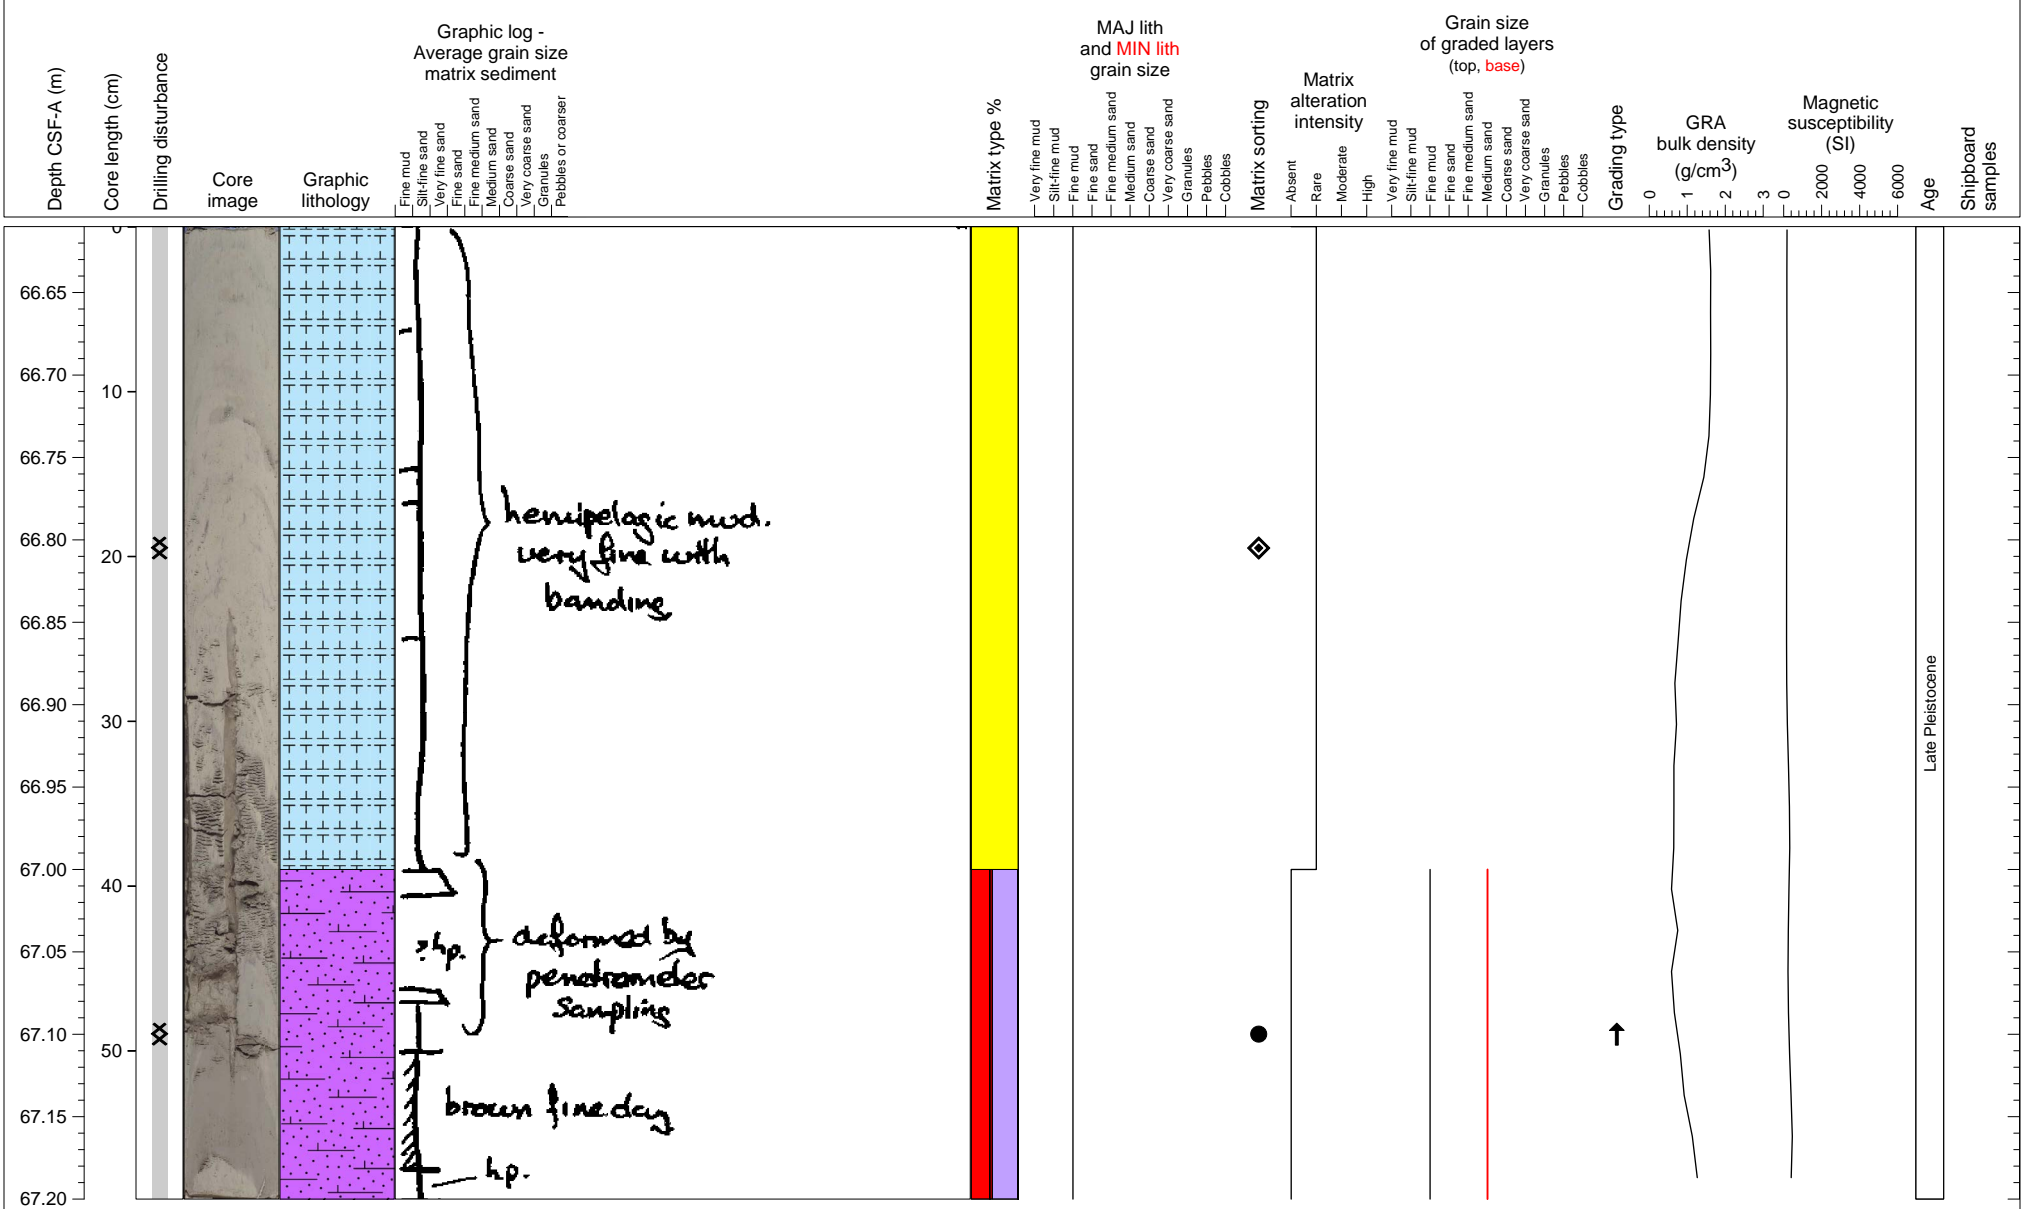 Depth CSF-A (m)
Core length (cm)
Drilling disturbance
Core
image
Graphic
lithology
Graphic log -
Average grain size
matrix sediment
Fine mud
Silt-fine sand
Very fine sand
Fine sand
Fine medium sand
Medium sand
Coarse sand
Very coarse sand
Granules
Pebbles or coarser
Matrix type %
MAJ lith
and MIN lith
grain size
Very fine mud
Silt-fine mud
Fine mud
Fine sand
Fine medium sand
Medium sand
Coarse sand
Very coarse sand
Granules
Pebbles
Cobbles
Matrix sorting
Matrix
alteration
intensity
Absent
Rare
Moderate
High
Grain size
of graded layers
(top, base)
Very fine mud
Silt-fine mud
Fine mud
Fine sand
Fine medium sand
Medium sand
Coarse sand
Very coarse sand
Granules
Pebbles
Cobbles
Grading type
GRA
bulk density
(g/cm3)
0 1 2 3
Magnetic
susceptibility
(SI)
0 2000 4000 6000
Age
Shipboard
samples
0
66.65
66.70
10
66.75
66.80
20
66.85
66.90
30
66.95
67.00
40
67.05
67.10
50
67.15
67.20
hemipelagic mud.
very fine with
banding
?hp.
deformed by
penetrometer
Sampling
brown fine clay
hp.
Late Pleistocene